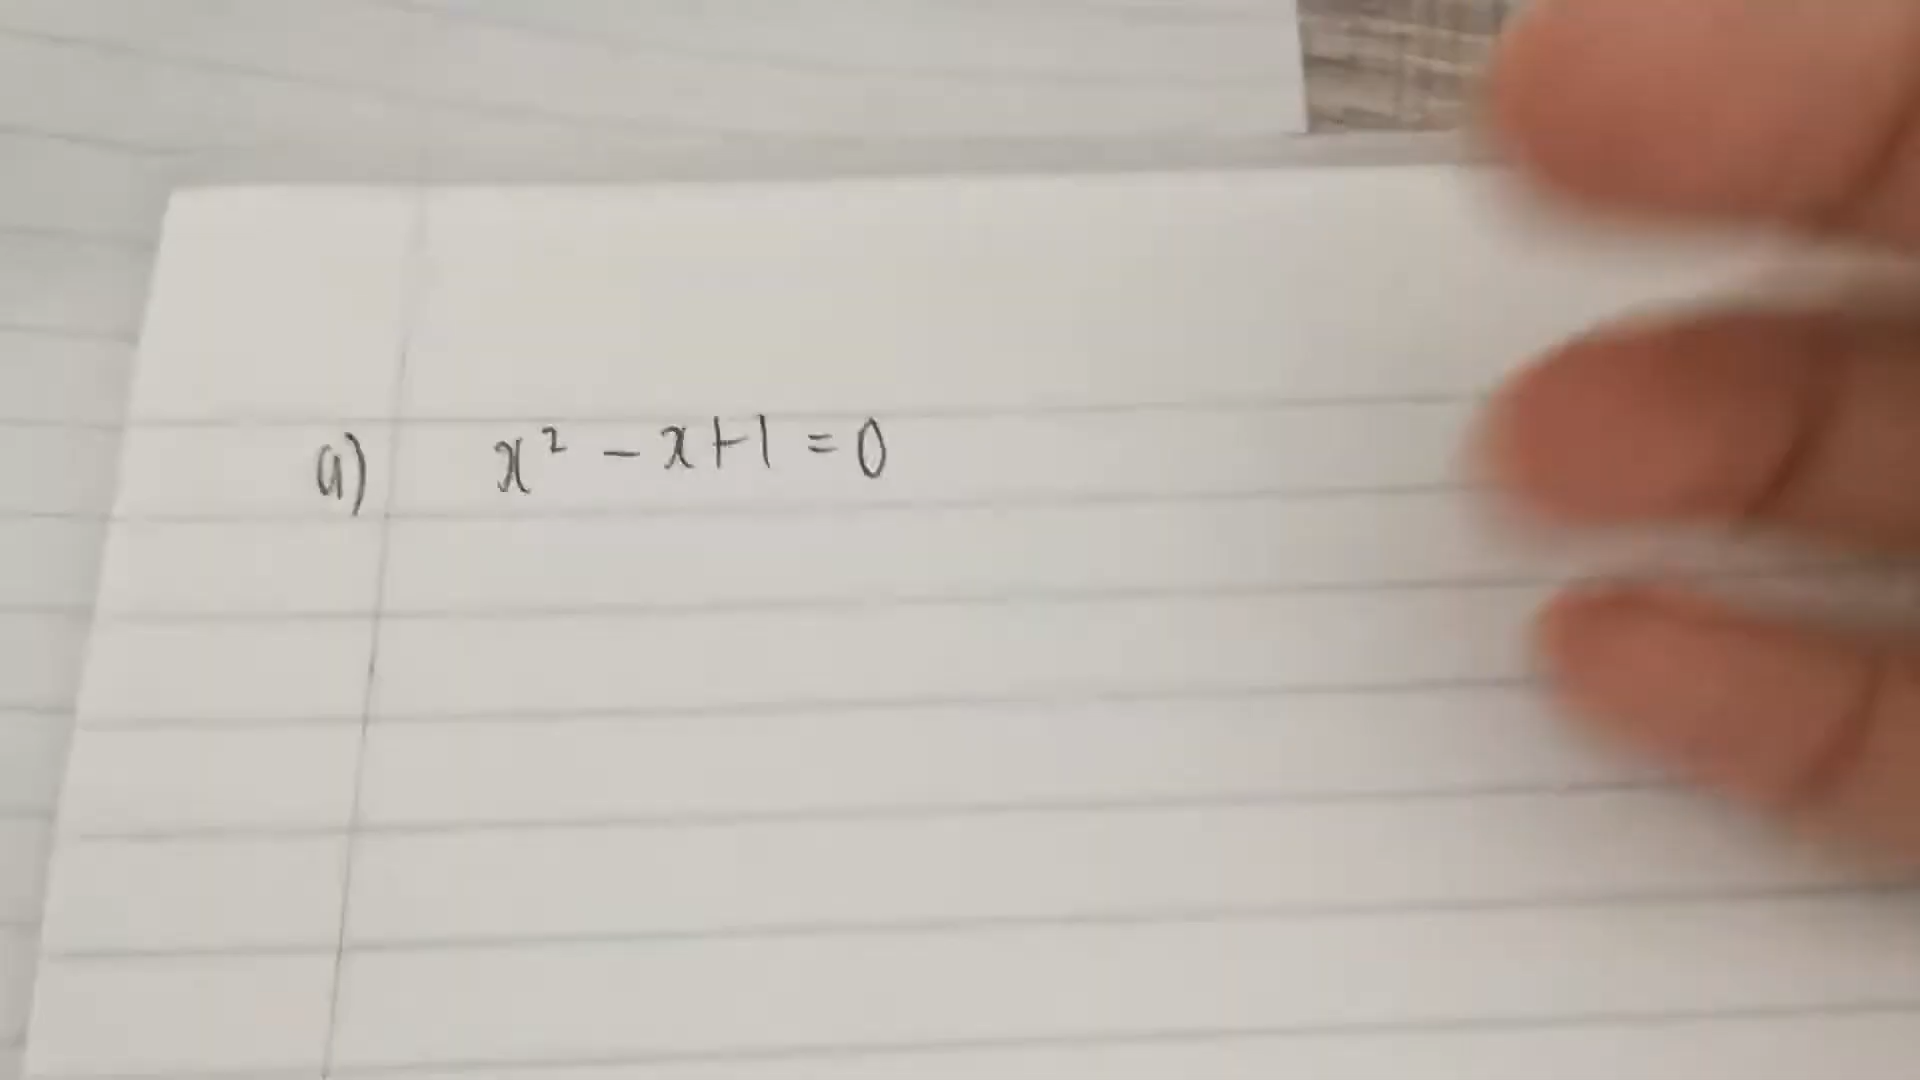 a) x² - x + 1 = 0